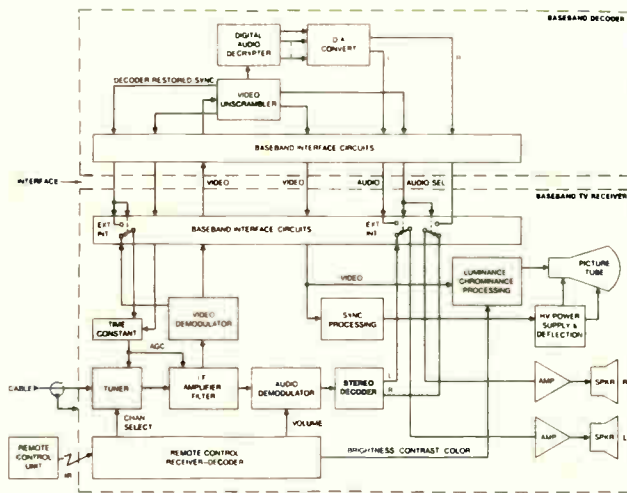 BASEBAND DECODER
DIGITAL
AUDIO
DECRYPTER
D/A
CONVERT
L
R
DECODER RESTORED SYNC
VIDEO
UNSCRAMBLER
BASEBAND INTERFACE CIRCUITS
INTERFACE
VIDEO
VIDEO
AUDIO
AUDIO SEL
BASEBAND TV RECEIVER
EXT
INT
BASEBAND INTERFACE CIRCUITS
EXT
INT
PICTURE
TUBE
VIDEO
LUMINANCE
CHROMINANCE
PROCESSING
TIME
CONSTANT
VIDEO
DEMODULATOR
SYNC
PROCESSING
HV POWER
SUPPLY &
DEFLECTION
AGC
CABLE
TUNER
I F
AMPLIFIER
FILTER
AUDIO
DEMODULATOR
STEREO
DECODER
L
R
AMP
SPKR
R
CHAN
SELECT
VOLUME
AMP
SPKR
L
REMOTE
CONTROL
UNIT
IR
REMOTE CONTROL
RECEIVER-DECODER
BRIGHTNESS CONTRAST COLOR